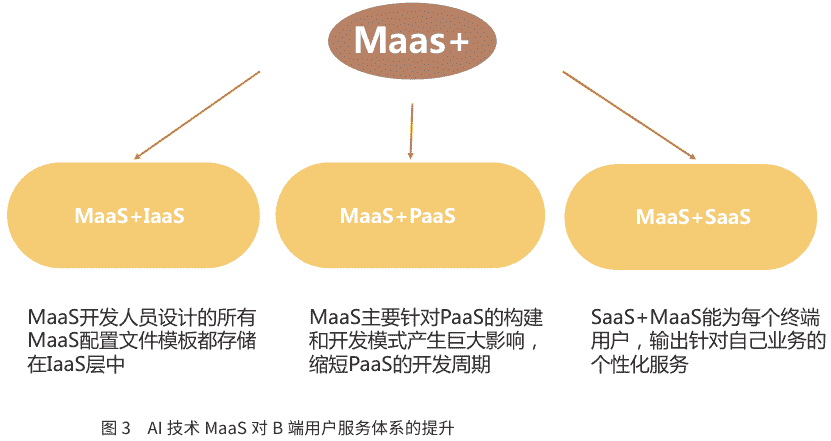 Maas+
MaaS+IaaS
MaaS+PaaS
MaaS+SaaS
MaaS开发人员设计的所有
MaaS配置文件模板都存储
在IaaS层中
MaaS主要针对PaaS的构建
和开发模式产生巨大影响，
缩短PaaS的开发周期
SaaS+MaaS能为每个终端
用户，输出针对自己业务的
个性化服务
图 3 AI 技术 MaaS 对 B 端用户服务体系的提升